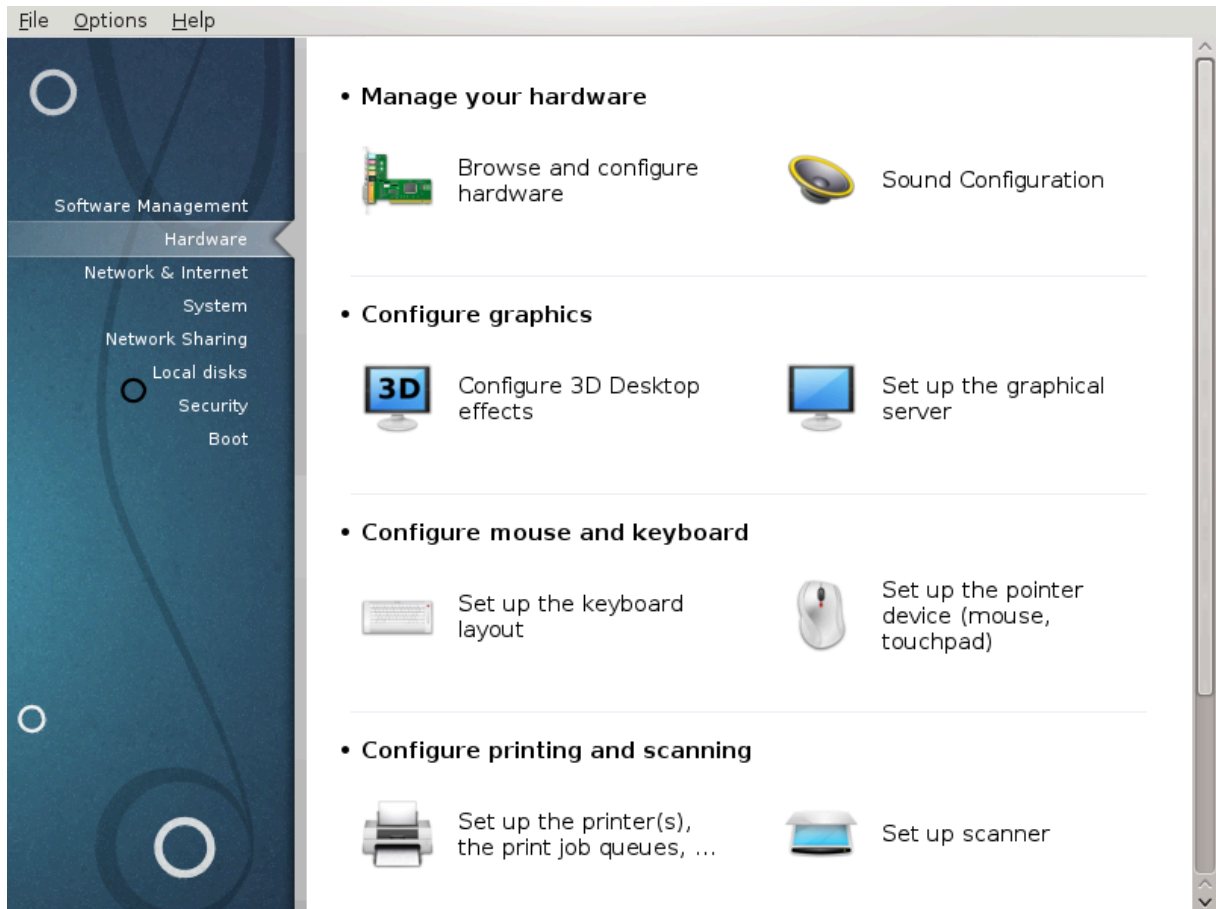 File Options Help
Software Management
Hardware
Network & Internet
System
Network Sharing
Local disks
Security
Boot
• Manage your hardware
Browse and configure
hardware
Sound Configuration
• Configure graphics
3D
Configure 3D Desktop
effects
Set up the graphical
server
• Configure mouse and keyboard
Set up the keyboard
layout
Set up the pointer
device (mouse,
touchpad)
• Configure printing and scanning
Set up the printer(s),
the print job queues, ...
Set up scanner